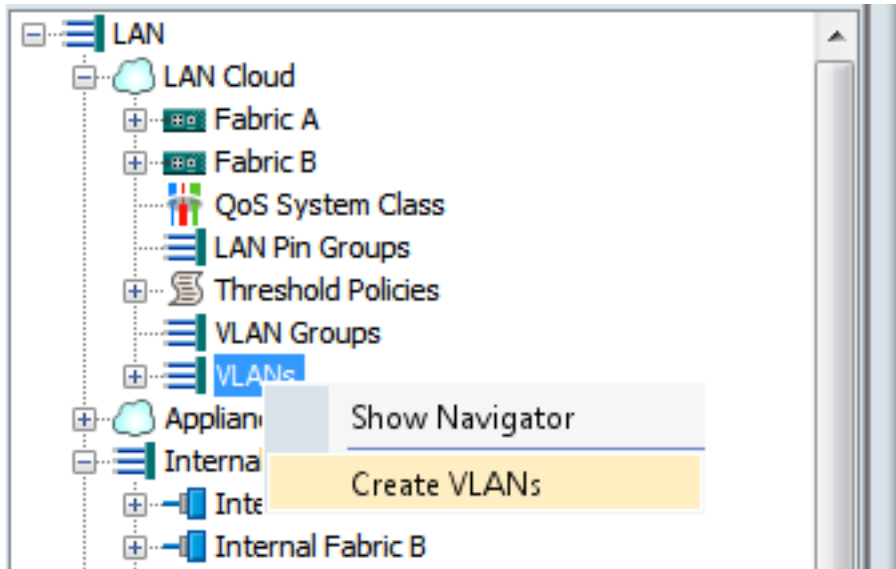 LAN
LAN Cloud
Fabric A
Fabric B
QoS System Class
LAN Pin Groups
Threshold Policies
VLAN Groups
VLANs
Show Navigator
Create VLANs
Internal Fabric B